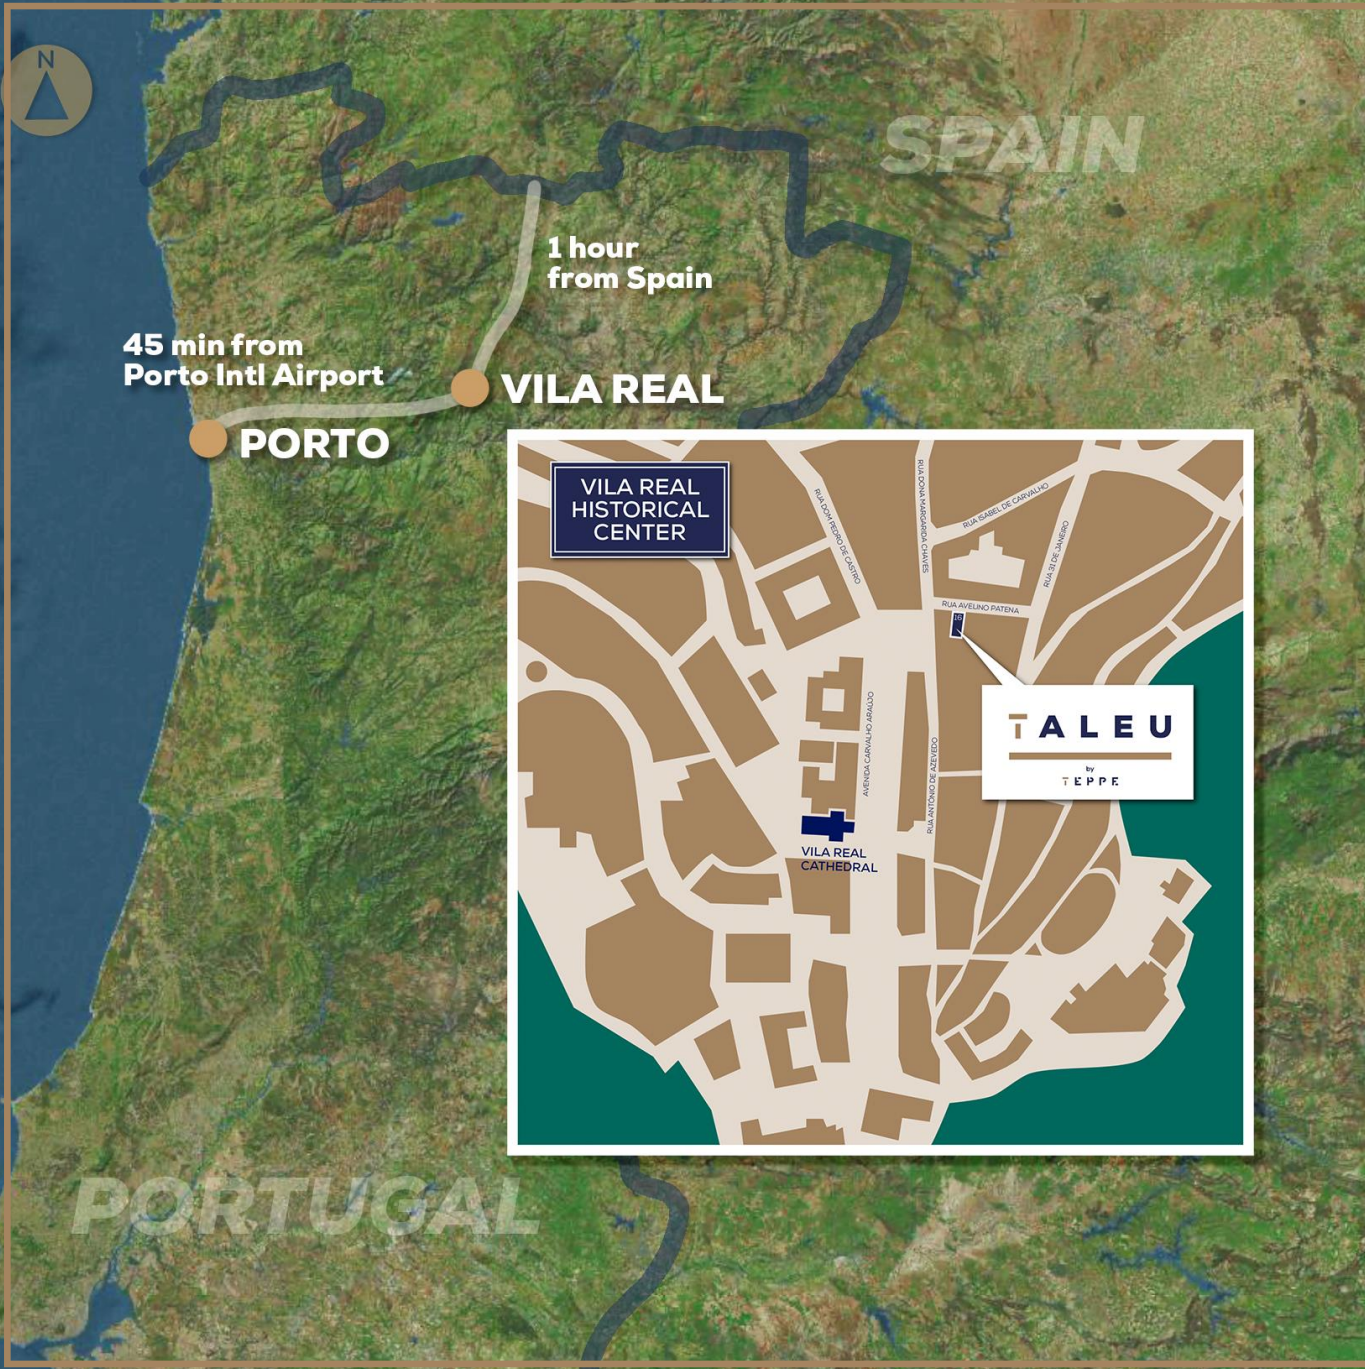 N
SPAIN
1 hour
from Spain
45 min from
Porto Intl Airport
VILA REAL
PORTO
VILA REAL
HISTORICAL
CENTER
RUA DOM PEDRO DE CASTRO
RUA DONA MARGARIDA CHAVES
RUA ISABEL DE CARVALHO
RUA 31 DE JANEIRO
RUA AVELINO PATENA
16
TALEU
by
TEPPE
AVENIDA CARVALHO ARAÚJO
RUA ANTÓNIO DE AZEVEDO
VILA REAL
CATHEDRAL
PORTUGAL